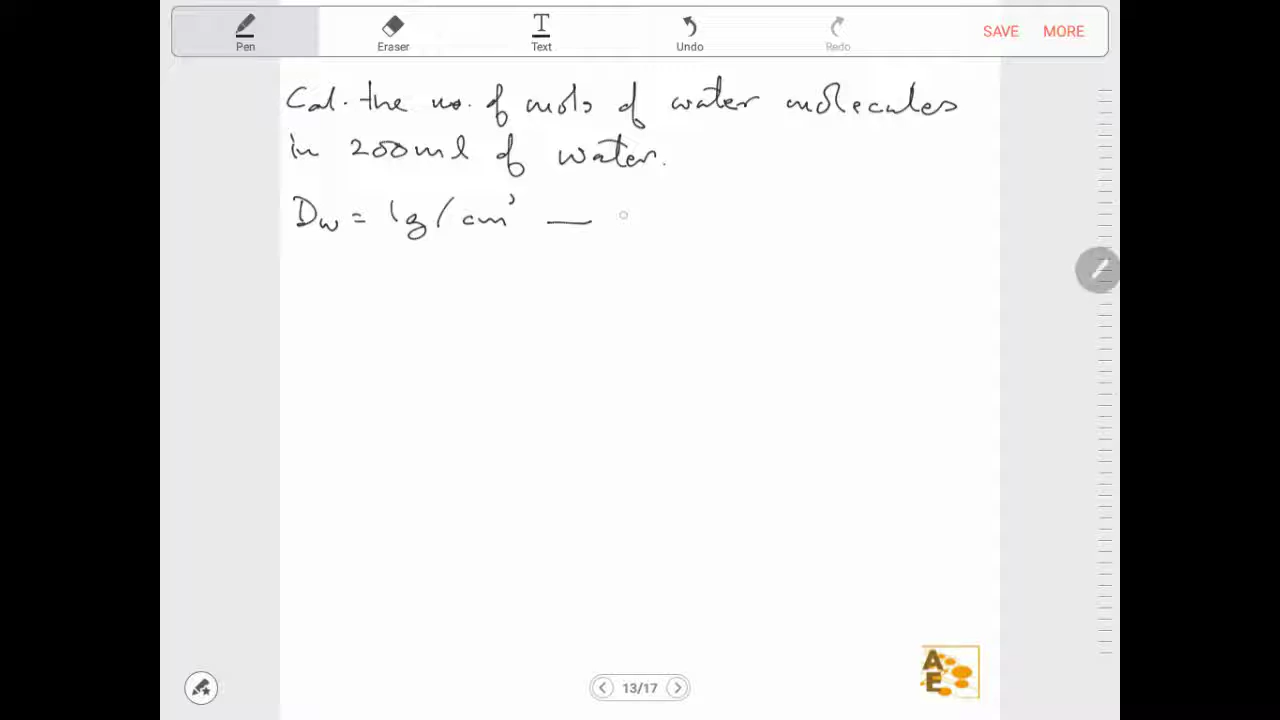 Pen
Eraser
Text
Undo
Redo
SAVE
MORE
Cal. the no. of mols of water molecules
in 200ml of water.
Dw = 1g/cm³ —
13/17
A
E